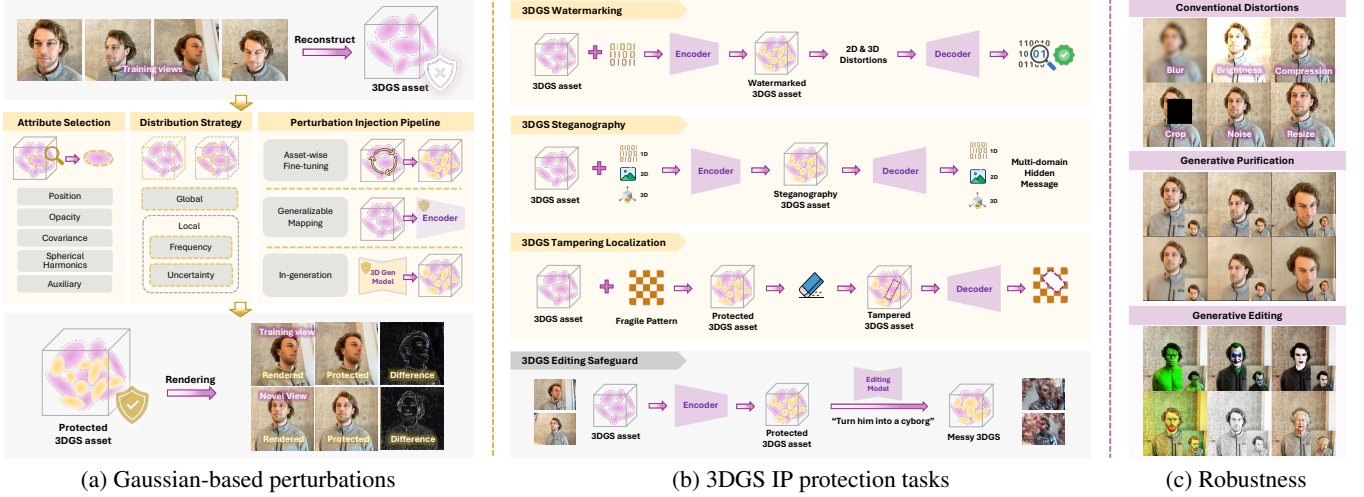 Training views
Reconstruct
3DGS asset
Attribute Selection
Position
Opacity
Covariance
Spherical
Harmonics
Auxiliary
Distribution Strategy
Global
Local
Frequency
Uncertainty
Perturbation Injection Pipeline
Asset-wise
Fine-tuning
Generalizable
Mapping
Encoder
In-generation
3D Gen
Model
Protected
3DGS asset
Rendering
Training view
Rendered
Protected
Difference
Novel View
Rendered
Protected
Difference
(a) Gaussian-based perturbations
3DGS Watermarking
3DGS asset
01001
Encoder
Watermarked
3DGS asset
2D & 3D
Distortions
Decoder
110010
01
01100
3DGS Steganography
3DGS asset
1D
2D
3D
Encoder
Steganography
3DGS asset
Decoder
1D
2D
3D
Multi-domain
Hidden
Message
3DGS Tampering Localization
3DGS asset
Fragile Pattern
Protected
3DGS asset
Tampered
3DGS asset
Decoder
3DGS Editing Safeguard
3DGS asset
Encoder
Protected
3DGS asset
Editing
Model
"Turn him into a cyborg"
Messy 3DGS
(b) 3DGS IP protection tasks
Conventional Distortions
Blur
Brightness
Compression
Crop
Noise
Resize
Generative Purification
Generative Editing
(c) Robustness